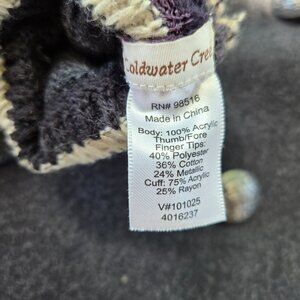 Coldwater Cree
RN# 98516
Made in China
Body: 100% Acrylic
Thumb/Fore
Finger Tips:
40% Polyester
36% Cotton
24% Metallic
Cuff: 75% Acrylic
25% Rayon
V#101025
4016237